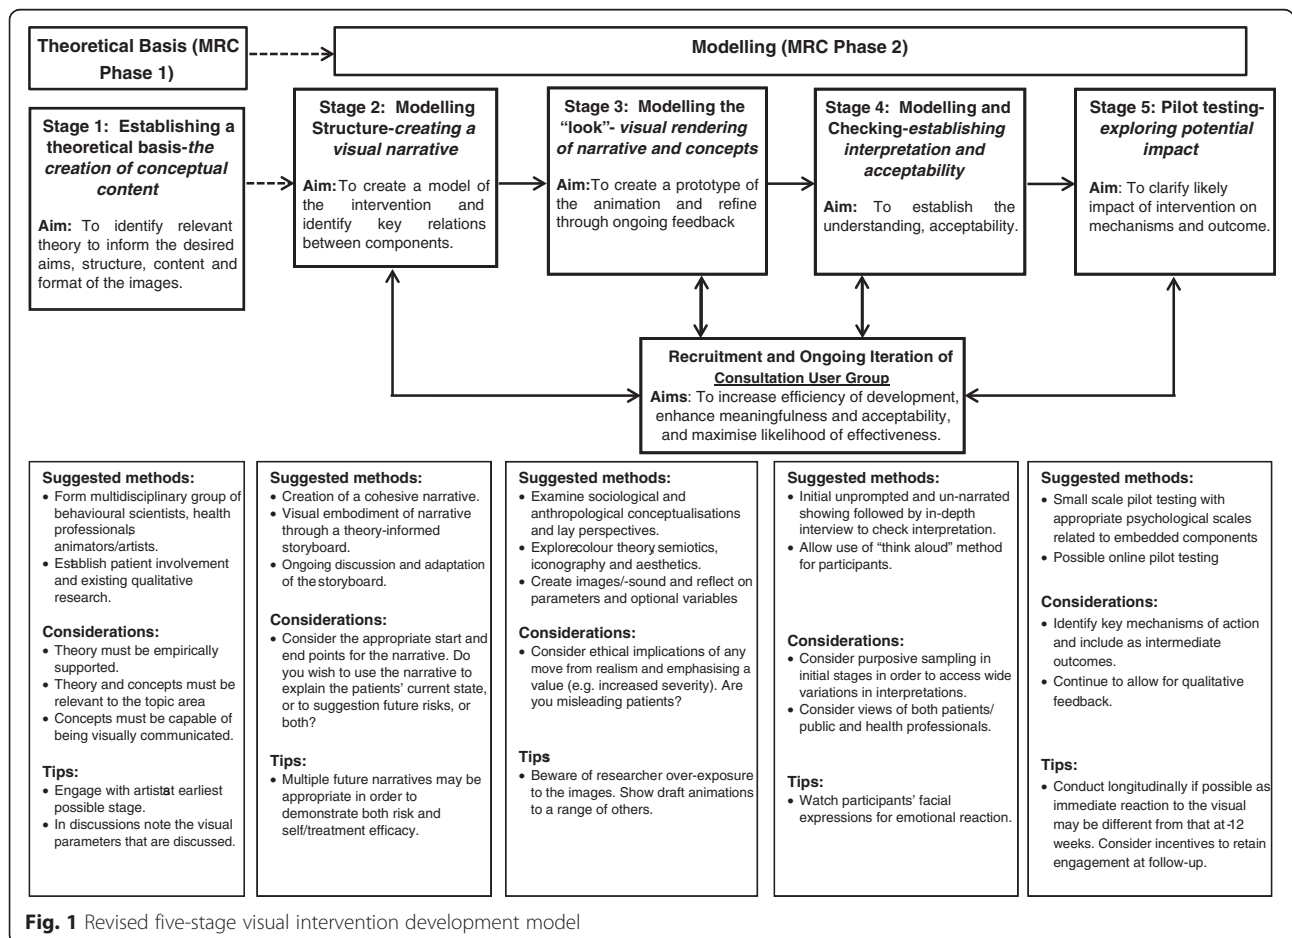 Theoretical Basis (MRC
Phase 1)
Modelling (MRC Phase 2)
Stage 1: Establishing a
theoretical basis-the
creation of conceptual
content
Aim: To identify relevant
theory to inform the desired
aims, structure, content and
format of the images.
Stage 2: Modelling
Structure-creating a
visual narrative
Aim:To create a model of
the intervention and
identify key relations
between components.
Stage 3: Modelling the
“look”- visual rendering
of narrative and concepts
Aim:To create a prototype of
the animation and refine
through ongoing feedback
Stage 4: Modelling and
Checking-establishing
interpretation and
acceptability
Aim: To establish the
understanding, acceptability.
Stage 5: Pilot testing-
exploring potential
impact
Aim: To clarify likely
impact of intervention on
mechanisms and outcome.
Recruitment and Ongoing Iteration of
Consultation User Group
Aims: To increase efficiency of development,
enhance meaningfulness and acceptability,
and maximise likelihood of effectiveness.
Suggested methods:
• Form multidisciplinary group of
behavioural scientists, health
professionals,
animators/artists.
• Establish patient involvement
and existing qualitative
research.
Considerations:
• Theory must be empirically
supported.
• Theory and concepts must be
relevant to the topic area
• Concepts must be capable of
being visually communicated.
Tips:
• Engage with artists at earliest
possible stage.
• In discussions note the visual
parameters that are discussed.
Suggested methods:
• Creation of a cohesive narrative.
• Visual embodiment of narrative
through a theory-informed
storyboard.
• Ongoing discussion and adaptation
of the storyboard.
Considerations:
• Consider the appropriate start and
end points for the narrative. Do
you wish to use the narrative to
explain the patients’ current state,
or to suggestion future risks, or
both?
Tips:
• Multiple future narratives may be
appropriate in order to
demonstrate both risk and
self/treatment efficacy.
Suggested methods:
• Examine sociological and
anthropological conceptualisations
and lay perspectives.
• Explore colour theory, semiotics,
iconography and aesthetics.
• Create images/-sound and reflect on
parameters and optional variables
Considerations:
• Consider ethical implications of any
move from realism and emphasising a
value (e.g. increased severity). Are
you misleading patients?
Tips:
• Beware of researcher over-exposure
to the images. Show draft animations
to a range of others.
Suggested methods:
• Initial unprompted and un-narrated
showing followed by in-depth
interview to check interpretation.
• Allow use of “think aloud” method
for participants.
Considerations:
• Consider purposive sampling in
initial stages in order to access wide
variations in interpretations.
• Consider views of both patients/
public and health professionals.
Tips:
• Watch participants’ facial
expressions for emotional reaction.
Suggested methods:
• Small scale pilot testing with
appropriate psychological scales
related to embedded components
• Possible online pilot testing
Considerations:
• Identify key mechanisms of action
and include as intermediate
outcomes.
• Continue to allow for qualitative
feedback.
Tips:
• Conduct longitudinally if possible as
immediate reaction to the visual
may be different from that at-12
weeks. Consider incentives to retain
engagement at follow-up.
Fig. 1 Revised five-stage visual intervention development model